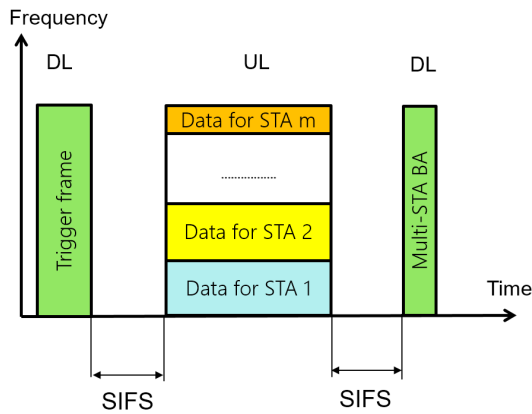 Frequency
DL
UL
DL
Trigger frame
Data for STA m
................
Data for STA 2
Data for STA 1
Multi-STA BA
Time
SIFS
SIFS